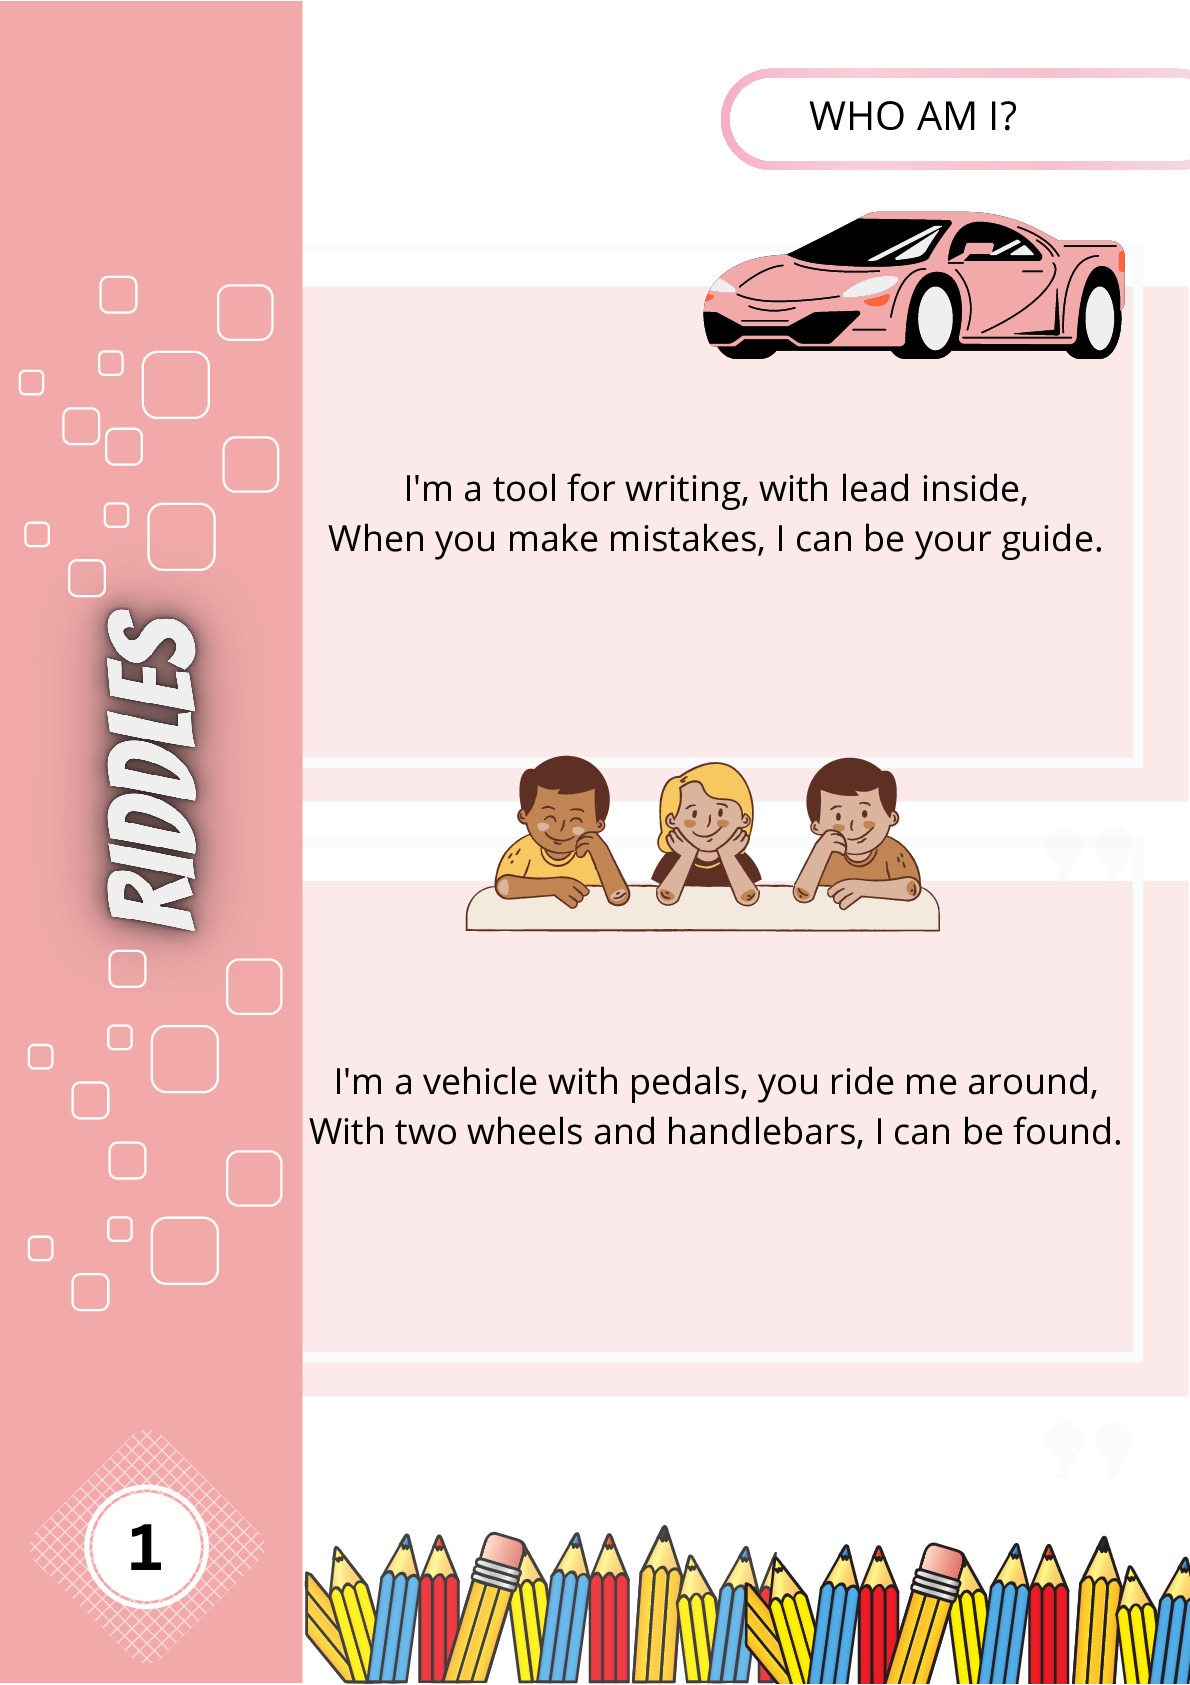 WHO AM I?
I'm a tool for writing, with lead inside,
When you make mistakes, I can be your guide.
RIDDLES
I'm a vehicle with pedals, you ride me around,
With two wheels and handlebars, I can be found.
1